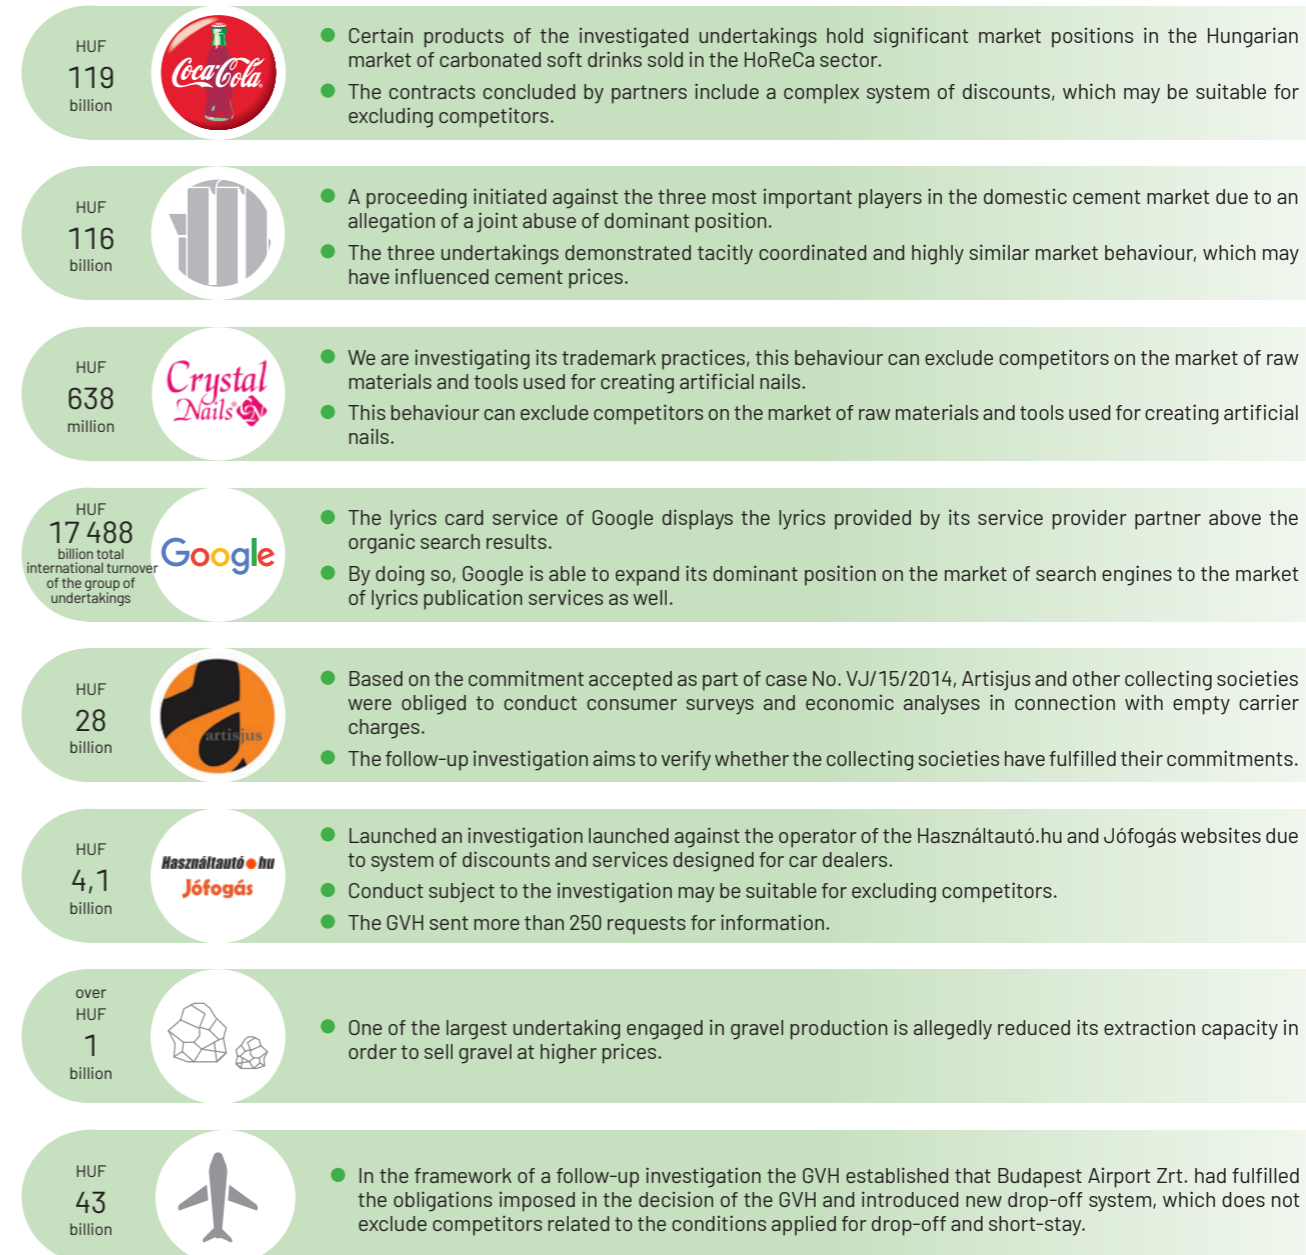 HUF
119
billion
Coca-Cola
Certain products of the investigated undertakings hold significant market positions in the Hungarian
market of carbonated soft drinks sold in the HoReCa sector.
The contracts concluded by partners include a complex system of discounts, which may be suitable for
excluding competitors.
HUF
116
billion
A proceeding initiated against the three most important players in the domestic cement market due to an
allegation of a joint abuse of dominant position.
The three undertakings demonstrated tacitly coordinated and highly similar market behaviour, which may
have influenced cement prices.
HUF
638
million
Crystal
Nails CN
We are investigating its trademark practices, this behaviour can exclude competitors on the market of raw
materials and tools used for creating artificial nails.
This behaviour can exclude competitors on the market of raw materials and tools used for creating artificial
nails.
HUF
17 488
billion total
international turnover
of the group of
undertakings
Google
The lyrics card service of Google displays the lyrics provided by its service provider partner above the
organic search results.
By doing so, Google is able to expand its dominant position on the market of search engines to the market
of lyrics publication services as well.
HUF
28
billion
artisjus
Based on the commitment accepted as part of case No. VJ/15/2014, Artisjus and other collecting societies
were obliged to conduct consumer surveys and economic analyses in connection with empty carrier
charges.
The follow-up investigation aims to verify whether the collecting societies have fulfilled their commitments.
HUF
4,1
billion
Használtautó hu
Jófogás
Launched an investigation launched against the operator of the Használtautó.hu and Jófogás websites due
to system of discounts and services designed for car dealers.
Conduct subject to the investigation may be suitable for excluding competitors.
The GVH sent more than 250 requests for information.
over
HUF
1
billion
One of the largest undertaking engaged in gravel production is allegedly reduced its extraction capacity in
order to sell gravel at higher prices.
HUF
43
billion
In the framework of a follow-up investigation the GVH established that Budapest Airport Zrt. had fulfilled
the obligations imposed in the decision of the GVH and introduced new drop-off system, which does not
exclude competitors related to the conditions applied for drop-off and short-stay.